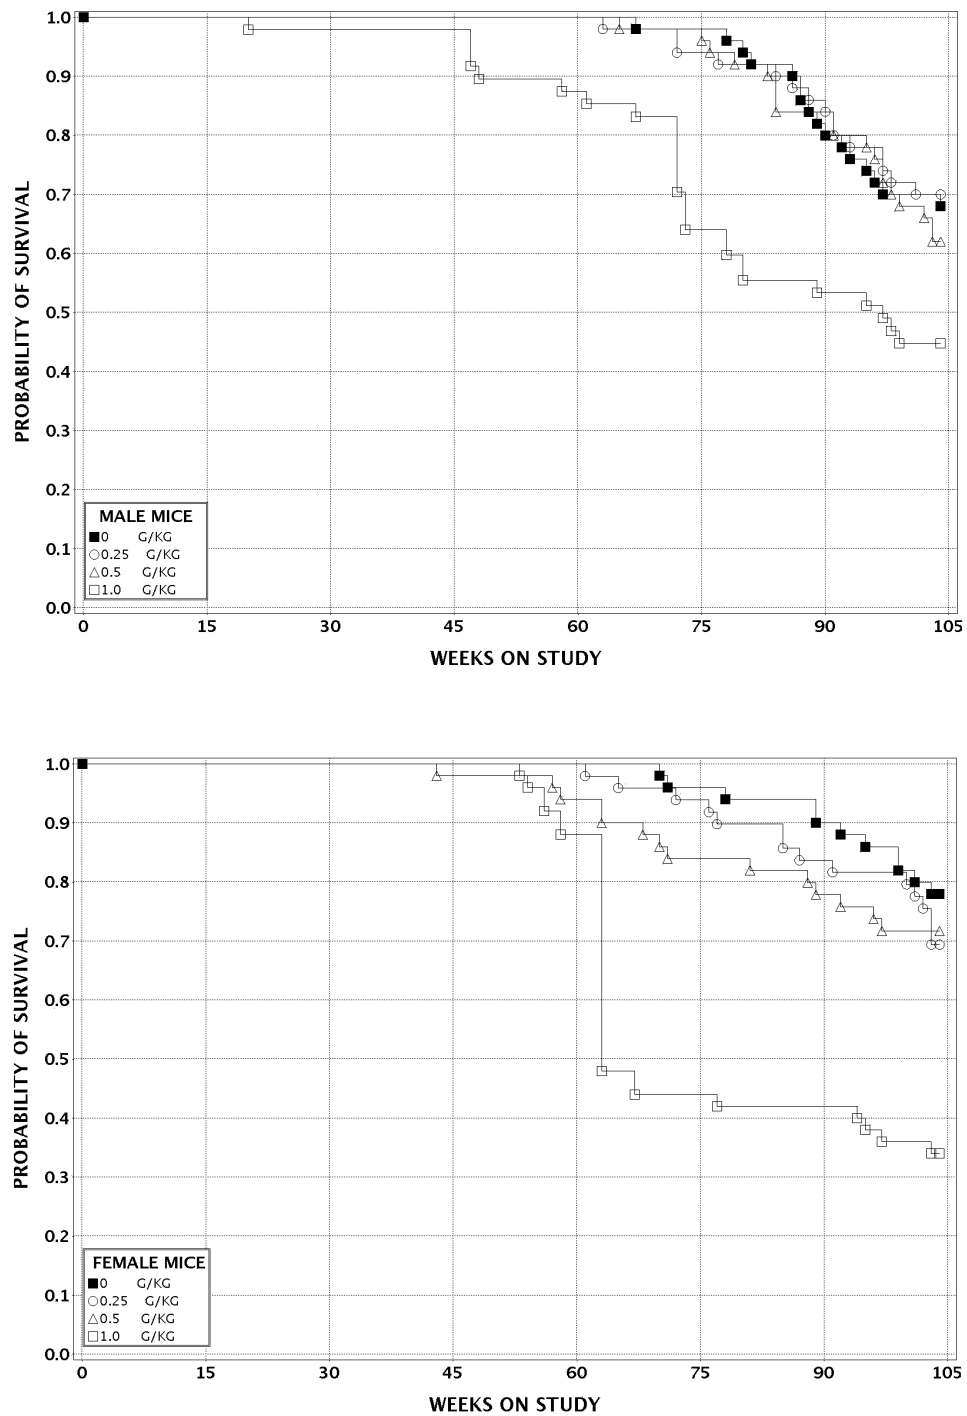 PROBABILITY OF SURVIVAL
1.0
0.9
0.8
0.7
0.6
0.5
0.4
0.3
0.2
0.1
0.0
MALE MICE
0 G/KG
0.25 G/KG
0.5 G/KG
1.0 G/KG
0 15 30 45 60 75 90 105
WEEKS ON STUDY
PROBABILITY OF SURVIVAL
1.0
0.9
0.8
0.7
0.6
0.5
0.4
0.3
0.2
0.1
0.0
FEMALE MICE
0 G/KG
0.25 G/KG
0.5 G/KG
1.0 G/KG
0 15 30 45 60 75 90 105
WEEKS ON STUDY